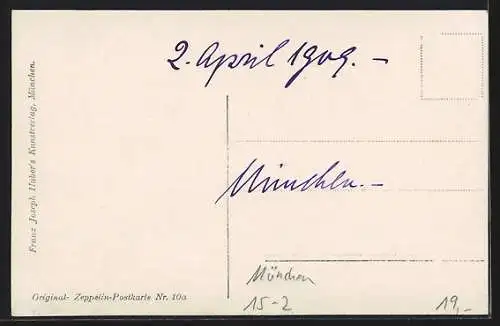 2. April 1909. –
Franz Joseph Huber's Kunstverlag, München.
München. –
München
15-2
19,-
Original- Zeppelin-Postkarte Nr. 10a